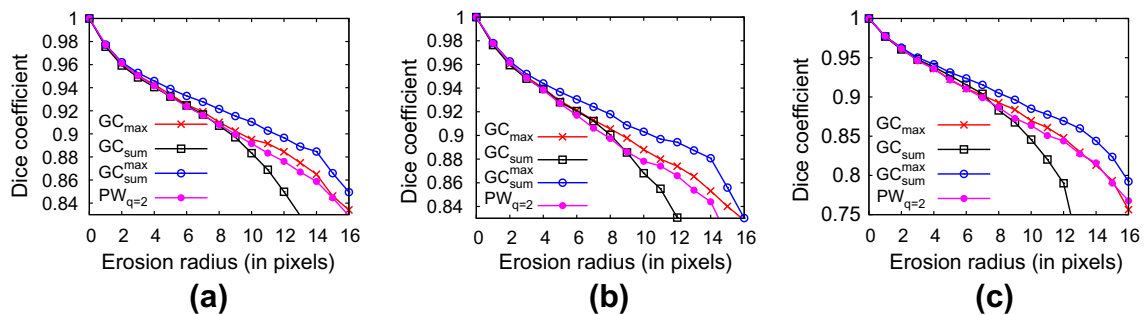 Dice coefficient
1
0.98
0.96
0.94
0.92
0.9
0.88
0.86
0.84
GCmax
GCsum
GCmaxsum
PWq=2
0 2 4 6 8 10 12 14 16
Erosion radius (in pixels)
(a)
Dice coefficient
1
0.98
0.96
0.94
0.92
0.9
0.88
0.86
0.84
GCmax
GCsum
GCmaxsum
PWq=2
0 2 4 6 8 10 12 14 16
Erosion radius (in pixels)
(b)
Dice coefficient
1
0.95
0.9
0.85
0.8
0.75
GCmax
GCsum
GCmaxsum
PWq=2
0 2 4 6 8 10 12 14 16
Erosion radius (in pixels)
(c)